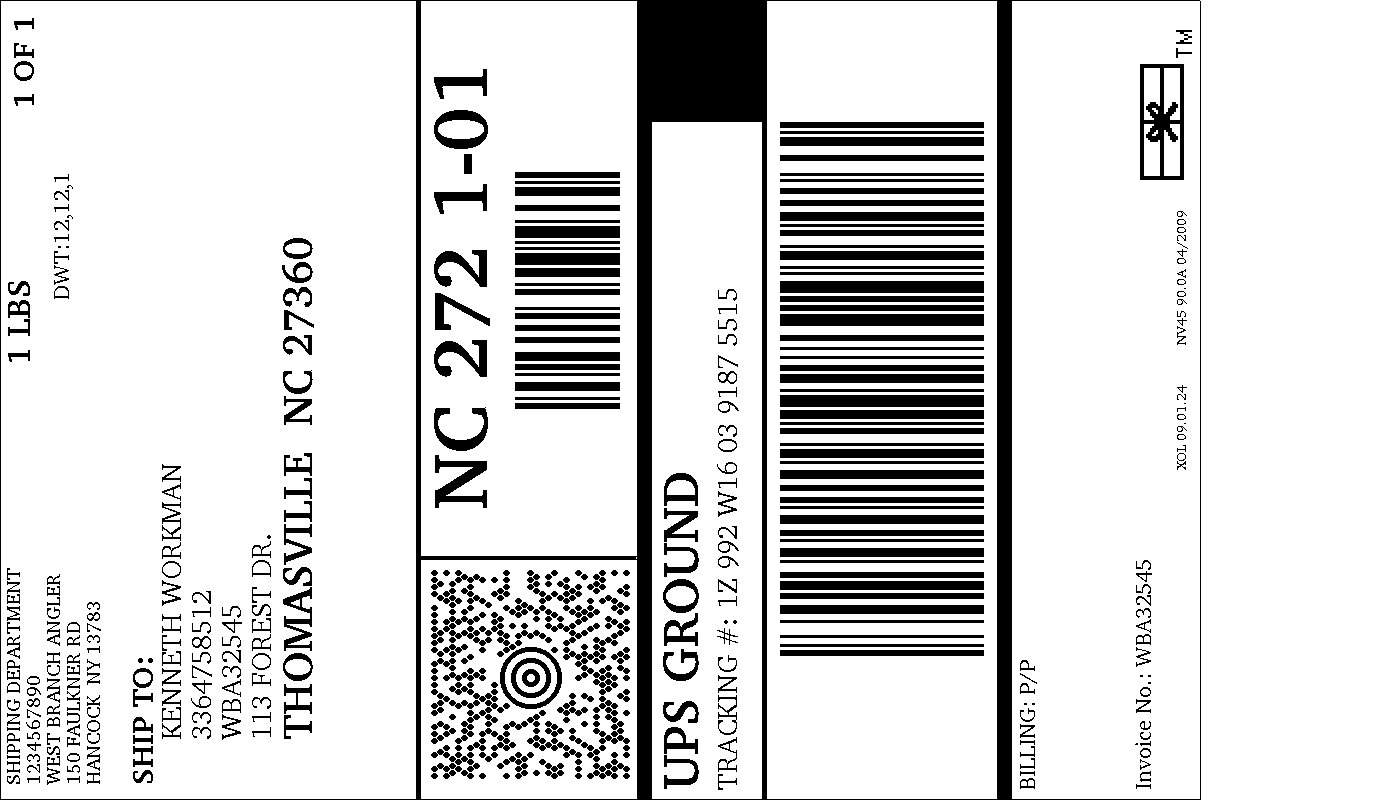 SHIPPING DEPARTMENT
1234567890
WEST BRANCH ANGLER
150 FAULKNER RD
HANCOCK NY 13783
1 LBS
1 OF 1
DWT:12,12,1
SHIP TO:
KENNETH WORKMAN
3364758512
WBA32545
113 FOREST DR.
THOMASVILLE NC 27360
NC 272 1-01
UPS GROUND
TRACKING #: 1Z 992 W16 03 9187 5515
BILLING: P/P
Invoice No.: WBA32545
XOL 09.01.24 NV45 90.0A 04/2009
TM